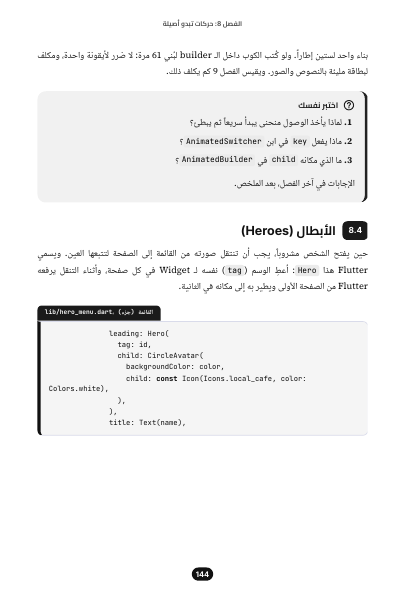 الفصل 8: حركات تبدو أصيلة
بناء واحد لستين إطاراً. ولو كُتب الكوب داخل الـ builder لبُني 61 مرة: لا ضرر لأيقونة واحدة، ومكلف
لبطاقة مليئة بالنصوص والصور. ويقيس الفصل 9 كم يكلف ذلك.
اختبر نفسك
1. لماذا يأخذ الوصول منحنى يبدأ سريعاً ثم يبطئ؟
2. ماذا يفعل key في ابن AnimatedSwitcher ؟
3. ما الذي مكانه child في AnimatedBuilder ؟
الإجابات في آخر الفصل، بعد الملخص.
8.4 الأبطال (Heroes)
حين يفتح الشخص مشروباً، يجب أن تنتقل صورته من القائمة إلى الصفحة لتتبعها العين. ويسمي
Flutter هذا Hero : أعطِ الوسم ( tag ) نفسه لـ Widget في كل صفحة، وأثناء التنقل يرفعه
Flutter من الصفحة الأولى ويطير به إلى مكانه في الثانية.
lib/hero_menu.dart، القائمة (جزء)
leading: Hero(
tag: id,
child: CircleAvatar(
backgroundColor: color,
child: const Icon(Icons.local_cafe, color:
Colors.white),
),
),
title: Text(name),
144